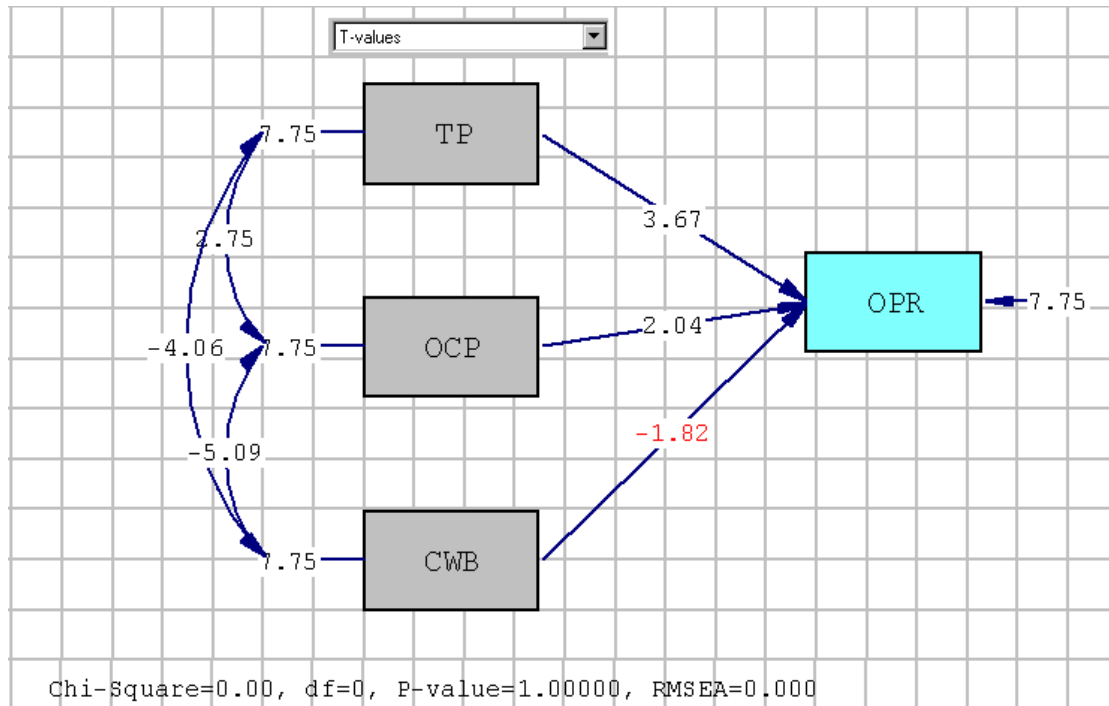 T-values
7.75 TP
3.67
2.75
OPR 7.75
-4.06 7.75 OCP 2.04
-1.82
-5.09
7.75 CWB
Chi-Square=0.00, df=0, P-value=1.00000, RMSEA=0.000